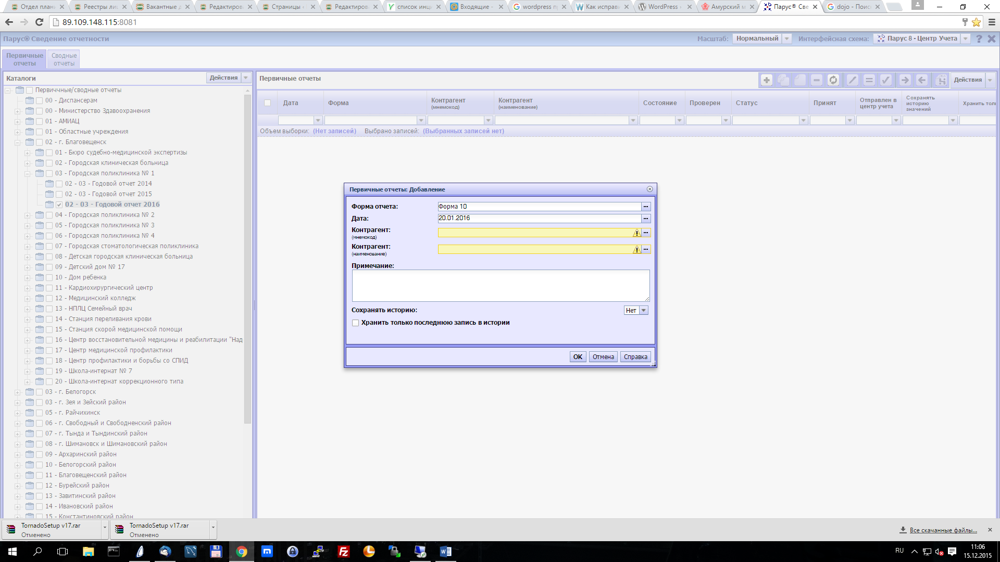 Отдел план
Реестры ли
Вакантные д
Редактирова
Страницы ‹
Редактирова
список инц
Входящие -
wordpress п
Как исправи
WordPress ›
Амурский м
Парус® Све
dojo - Поис
89.109.148.115:8081
Парус® Сведение отчетности
Масштаб: Нормальный
Интерфейсная схема: Парус 8 - Центр Учета
Первичные отчеты
Сводные отчеты
Каталоги
Действия
Первичные/сводные отчеты
00 - Диспансерам
00 - Министерство Здавоохранения
01 - АМИАЦ
01 - Областные учреждения
02 - г. Благовещенск
01 - Бюро судебно-медицинской экспертизы
02 - Городская клиническая больница
03 - Городская поликлиника № 1
02 - 03 - Годовой отчет 2014
02 - 03 - Годовой отчет 2015
02 - 03 - Годовой отчет 2016
04 - Городская поликлиника № 2
05 - Городская поликлиника № 3
06 - Городская поликлиника № 4
07 - Городская стоматологическая поликлиника
08 - Детская городская клиническая больница
09 - Детский дом № 17
10 - Дом ребенка
11 - Кардиохирургический центр
12 - Медицинский колледж
13 - НПЛЦ Семейный врач
14 - Станция переливания крови
15 - Станция скорой медицинской помощи
16 - Центр восстановительной медицины и реабилитации "Над
17 - Центр медицинской профилактики
18 - Центр профилактики и борьбы со СПИД
19 - Школа-интернат № 7
20 - Школа-интернат коррекционного типа
03 - г. Белогорск
03 - г. Зея и Зейский район
05 - г. Райчихинск
06 - г. Свободный и Свободненский район
07 - г. Тында и Тындинский район
08 - г. Шимановск и Шимановский район
09 - Архаринский район
10 - Белогорский район
11 - Благовещенский район
12 - Бурейский район
13 - Завитинский район
14 - Ивановский район
15 - Константиновский район
Первичные отчеты
Действия
Дата
Форма
Контрагент (мнемокод)
Контрагент (наименование)
Состояние
Проверен
Статус
Принят
Отправлен в центр учета
Сохранять историю значений
Хранить толь
Объем выборки: (Нет записей) Выбрано записей: (Выбранных записей нет)
Первичные отчеты: Добавление
Форма отчета: Форма 10
Дата: 20.01.2016
Контрагент:
(мнемокод)
Контрагент:
(наименование)
Примечание:
Сохранять историю: Нет
Хранить только последнюю запись в истории
OK
Отмена
Справка
TornadoSetup v17.rar
Отменено
TornadoSetup v17.rar
Отменено
Все скачанные файлы...
RU
11:06
15.12.2015